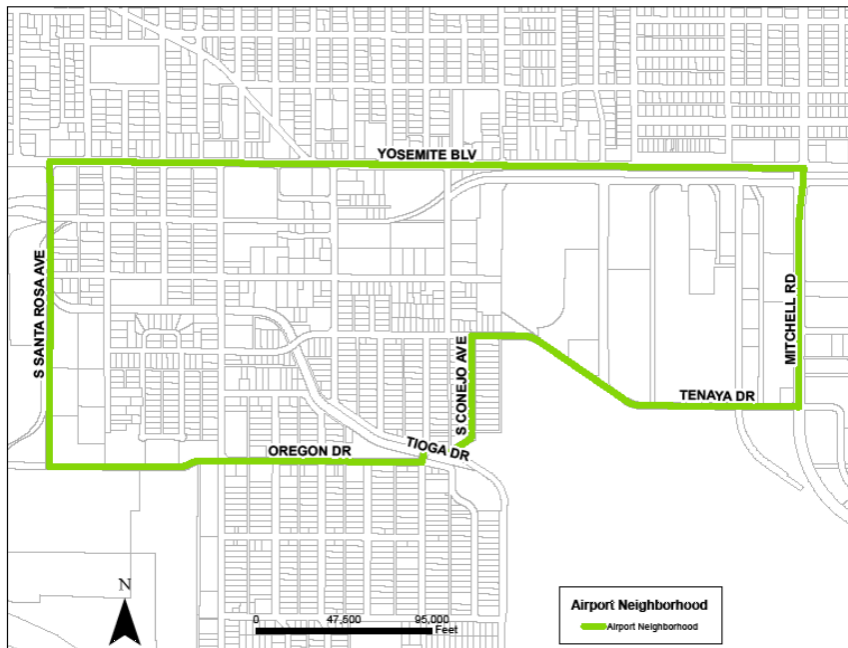 YOSEMITE BLV
S SANTA ROSA AVE
MITCHELL RD
S CONEJO AVE
TENAYA DR
TIOGA DR
OREGON DR
N
0 47,500 95,000
Feet
Airport Neighborhood
Airport Neighborhood